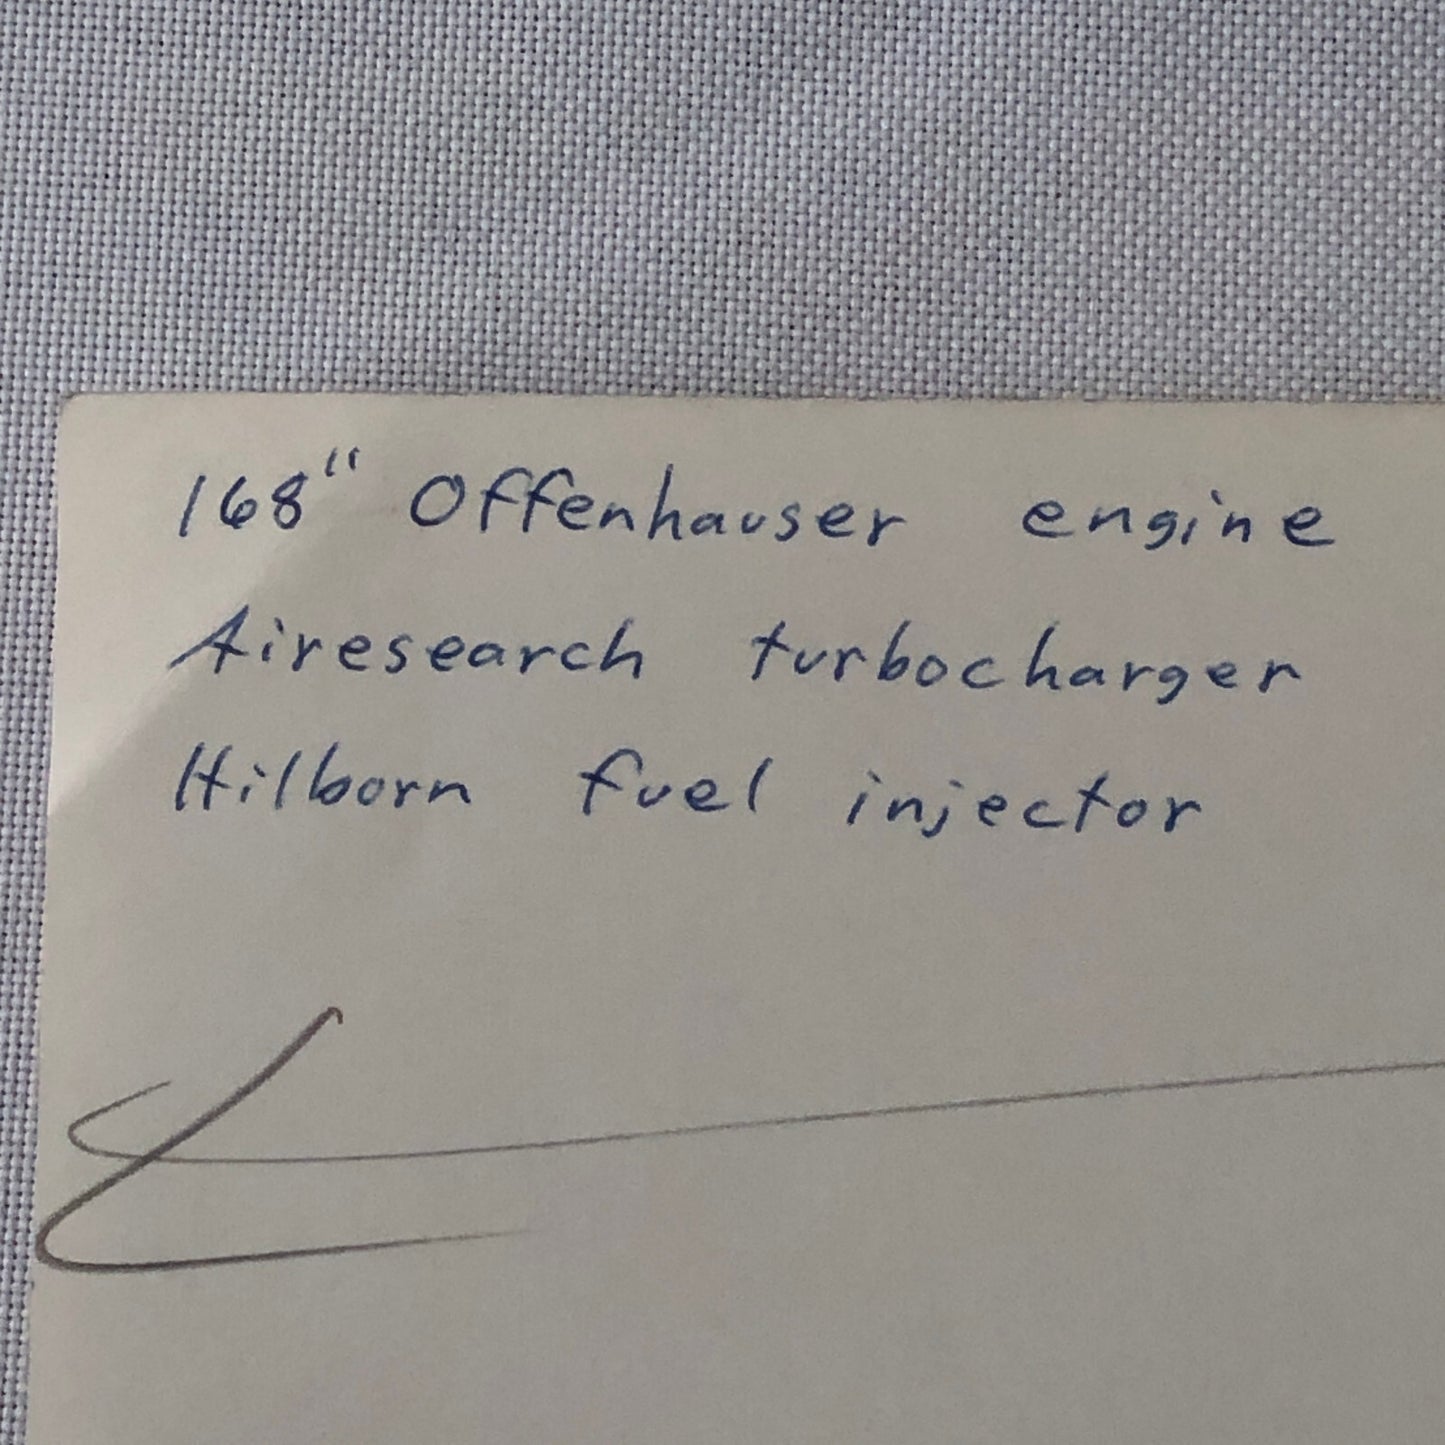 168" Offenhauser engine
Airesearch turbocharger
Hilborn fuel injector